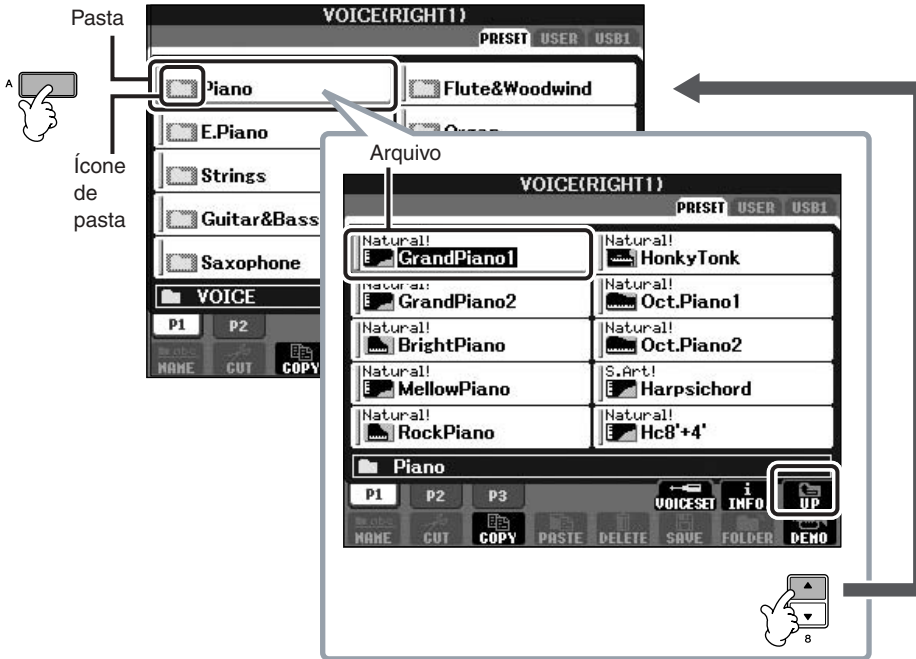 Pasta
A
Ícone
de
pasta
VOICE(RIGHT1)
PRESET USER USB1
Piano Flute&Woodwind
E.Piano
Strings
Guitar&Bass
Saxophone
VOICE
P1 P2
NAME CUT COPY
Arquivo
VOICE(RIGHT1)
PRESET USER USB1
Natural! Natural!
GrandPiano1 HonkyTonk
Natural! Natural!
GrandPiano2 Oct.Piano1
Natural! Natural!
BrightPiano Oct.Piano2
Natural! S.Art!
MellowPiano Harpsichord
Natural! Natural!
RockPiano Hc8'+4'
Piano
P1 P2 P3 VOICESET INFO UP
NAME CUT COPY PASTE DELETE SAVE FOLDER DEMO
8